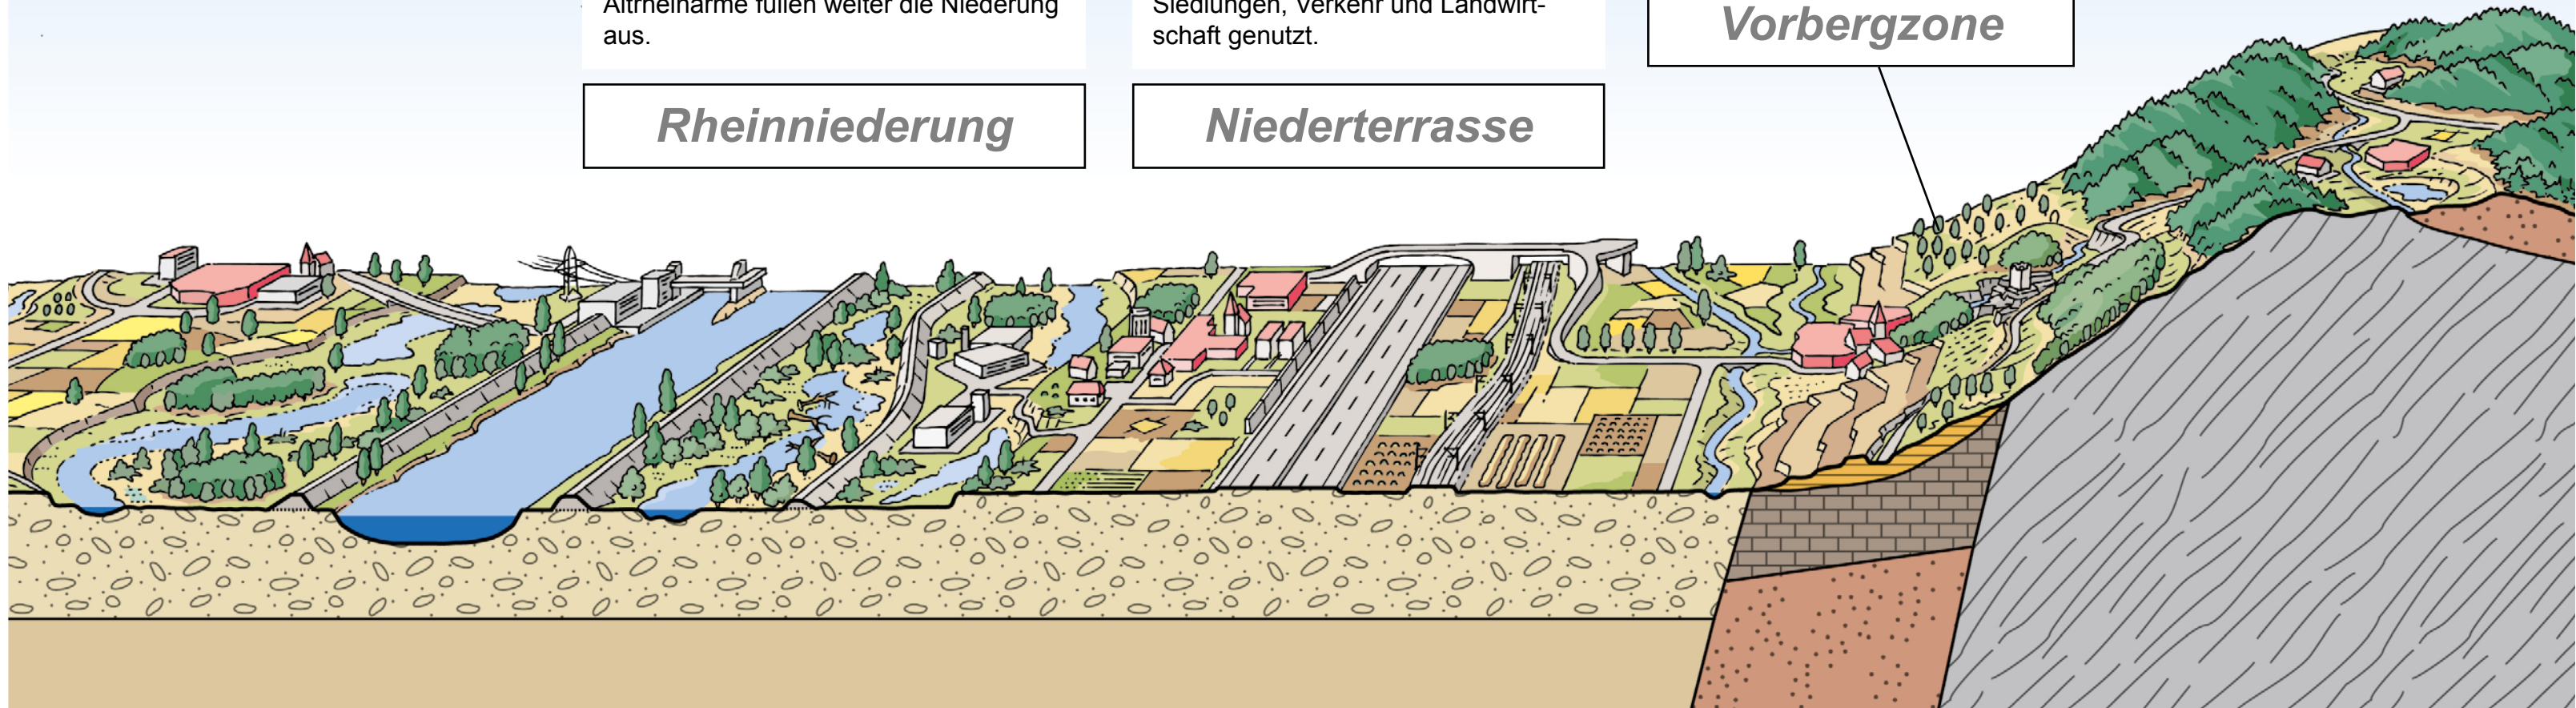 Altrheinarme füllen weiter die Niederung
aus.
Rheinniederung
Siedlungen, Verkehr und Landwirt-
schaft genutzt.
Niederterrasse
Vorbergzone